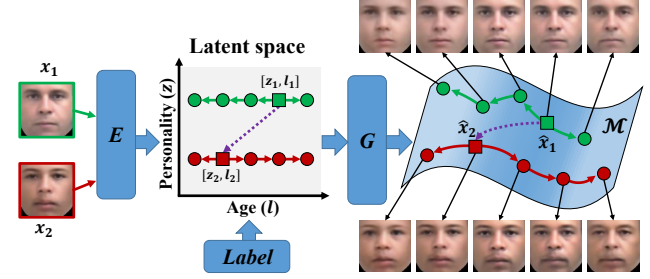 x₁
x₂
E
Latent space
Personality (z)
[z₁, l₁]
[z₂, l₂]
Age (l)
Label
G
x̂₂
x̂₁
ℳ